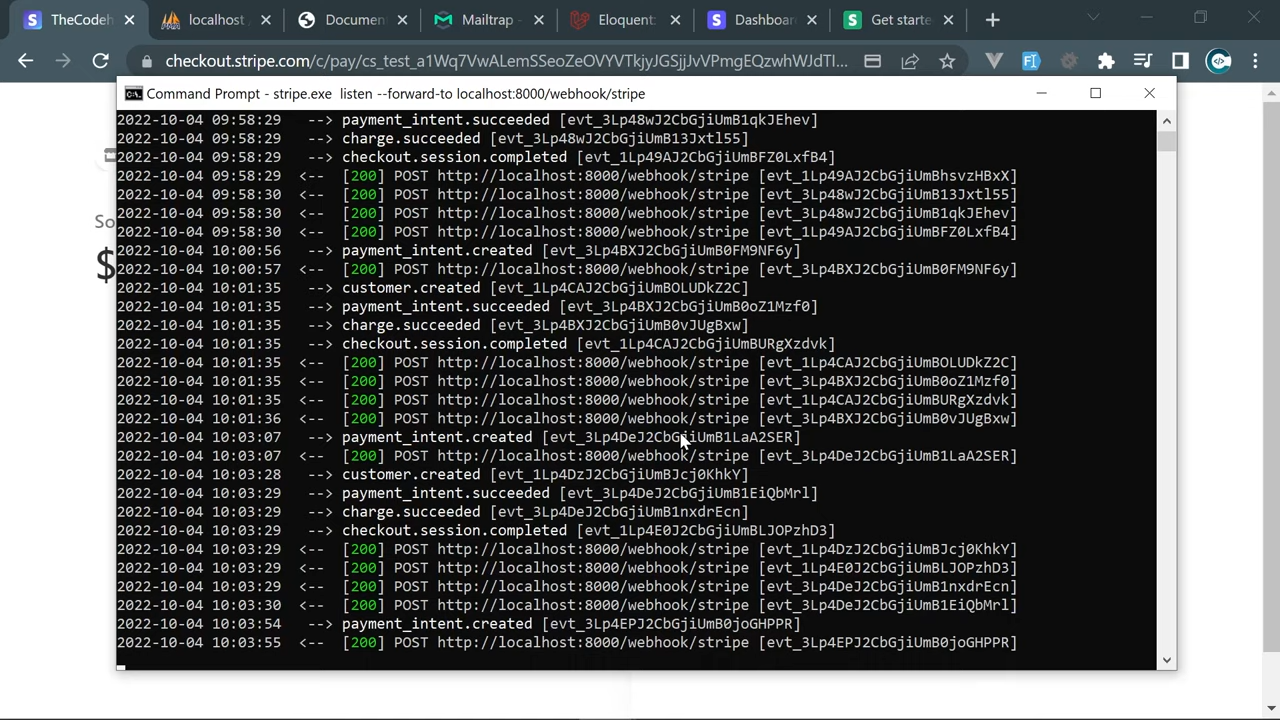 TheCodeh
localhost
Documen
Mailtrap -
Eloquent:
Dashboar
Get starte
checkout.stripe.com/c/pay/cs_test_a1Wq7VwALemSSeoZeOVYVTkjyJGSjjJvVPmgEQzwhWJdTI...
Command Prompt - stripe.exe listen --forward-to localhost:8000/webhook/stripe
2022-10-04 09:58:29 --> payment_intent.succeeded [evt_3Lp48wJ2CbGjiUmB1qkJEhev]
2022-10-04 09:58:29 --> charge.succeeded [evt_3Lp48wJ2CbGjiUmB13Jxtl55]
2022-10-04 09:58:29 --> checkout.session.completed [evt_1Lp49AJ2CbGjiUmBFZ0LxfB4]
2022-10-04 09:58:29 <-- [200] POST http://localhost:8000/webhook/stripe [evt_1Lp49AJ2CbGjiUmBhsvzHBxX]
2022-10-04 09:58:30 <-- [200] POST http://localhost:8000/webhook/stripe [evt_3Lp48wJ2CbGjiUmB13Jxtl55]
2022-10-04 09:58:30 <-- [200] POST http://localhost:8000/webhook/stripe [evt_3Lp48wJ2CbGjiUmB1qkJEhev]
2022-10-04 09:58:30 <-- [200] POST http://localhost:8000/webhook/stripe [evt_1Lp49AJ2CbGjiUmBFZ0LxfB4]
2022-10-04 10:00:56 --> payment_intent.created [evt_3Lp4BXJ2CbGjiUmB0FM9NF6y]
2022-10-04 10:00:57 <-- [200] POST http://localhost:8000/webhook/stripe [evt_3Lp4BXJ2CbGjiUmB0FM9NF6y]
2022-10-04 10:01:35 --> customer.created [evt_1Lp4CAJ2CbGjiUmBOLUDkZ2C]
2022-10-04 10:01:35 --> payment_intent.succeeded [evt_3Lp4BXJ2CbGjiUmB0oZ1Mzf0]
2022-10-04 10:01:35 --> charge.succeeded [evt_3Lp4BXJ2CbGjiUmB0vJUgBxw]
2022-10-04 10:01:35 --> checkout.session.completed [evt_1Lp4CAJ2CbGjiUmBURgXzdvk]
2022-10-04 10:01:35 <-- [200] POST http://localhost:8000/webhook/stripe [evt_1Lp4CAJ2CbGjiUmBOLUDkZ2C]
2022-10-04 10:01:35 <-- [200] POST http://localhost:8000/webhook/stripe [evt_3Lp4BXJ2CbGjiUmB0oZ1Mzf0]
2022-10-04 10:01:35 <-- [200] POST http://localhost:8000/webhook/stripe [evt_1Lp4CAJ2CbGjiUmBURgXzdvk]
2022-10-04 10:01:36 <-- [200] POST http://localhost:8000/webhook/stripe [evt_3Lp4BXJ2CbGjiUmB0vJUgBxw]
2022-10-04 10:03:07 --> payment_intent.created [evt_3Lp4DeJ2CbGjiUmB1LaA2SER]
2022-10-04 10:03:07 <-- [200] POST http://localhost:8000/webhook/stripe [evt_3Lp4DeJ2CbGjiUmB1LaA2SER]
2022-10-04 10:03:28 --> customer.created [evt_1Lp4DzJ2CbGjiUmBJcj0KhkY]
2022-10-04 10:03:29 --> payment_intent.succeeded [evt_3Lp4DeJ2CbGjiUmB1EiQbMrl]
2022-10-04 10:03:29 --> charge.succeeded [evt_3Lp4DeJ2CbGjiUmB1nxdrEcn]
2022-10-04 10:03:29 --> checkout.session.completed [evt_1Lp4E0J2CbGjiUmBLJOPzhD3]
2022-10-04 10:03:29 <-- [200] POST http://localhost:8000/webhook/stripe [evt_1Lp4DzJ2CbGjiUmBJcj0KhkY]
2022-10-04 10:03:29 <-- [200] POST http://localhost:8000/webhook/stripe [evt_1Lp4E0J2CbGjiUmBLJOPzhD3]
2022-10-04 10:03:29 <-- [200] POST http://localhost:8000/webhook/stripe [evt_3Lp4DeJ2CbGjiUmB1nxdrEcn]
2022-10-04 10:03:30 <-- [200] POST http://localhost:8000/webhook/stripe [evt_3Lp4DeJ2CbGjiUmB1EiQbMrl]
2022-10-04 10:03:54 --> payment_intent.created [evt_3Lp4EPJ2CbGjiUmB0joGHPPR]
2022-10-04 10:03:55 <-- [200] POST http://localhost:8000/webhook/stripe [evt_3Lp4EPJ2CbGjiUmB0joGHPPR]
So
$